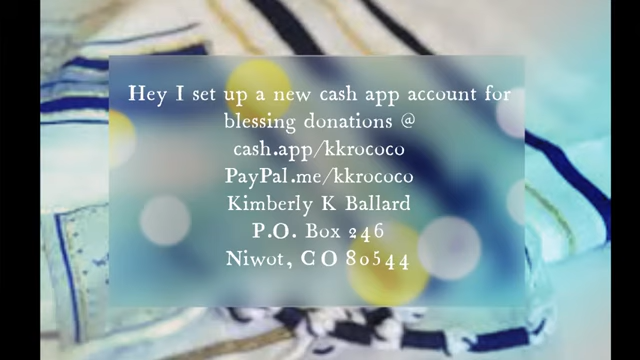 Hey I set up a new cash app account for
blessing donations @
cash.app/kkrococo
PayPal.me/kkrococo
Kimberly K Ballard
P.O. Box 246
Niwot, CO 80544